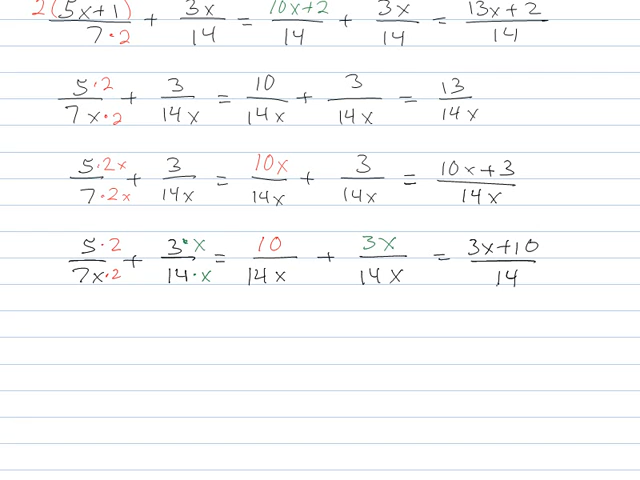 2(5x+1)/7·2 + 3x/14 = 10x+2/14 + 3x/14 = 13x+2/14
5·2/7x·2 + 3/14x = 10/14x + 3/14x = 13/14x
5·2x/7·2x + 3/14x = 10x/14x + 3/14x = 10x+3/14x
5·2/7x·2 + 3·x/14·x = 10/14x + 3x/14x = 3x+10/14